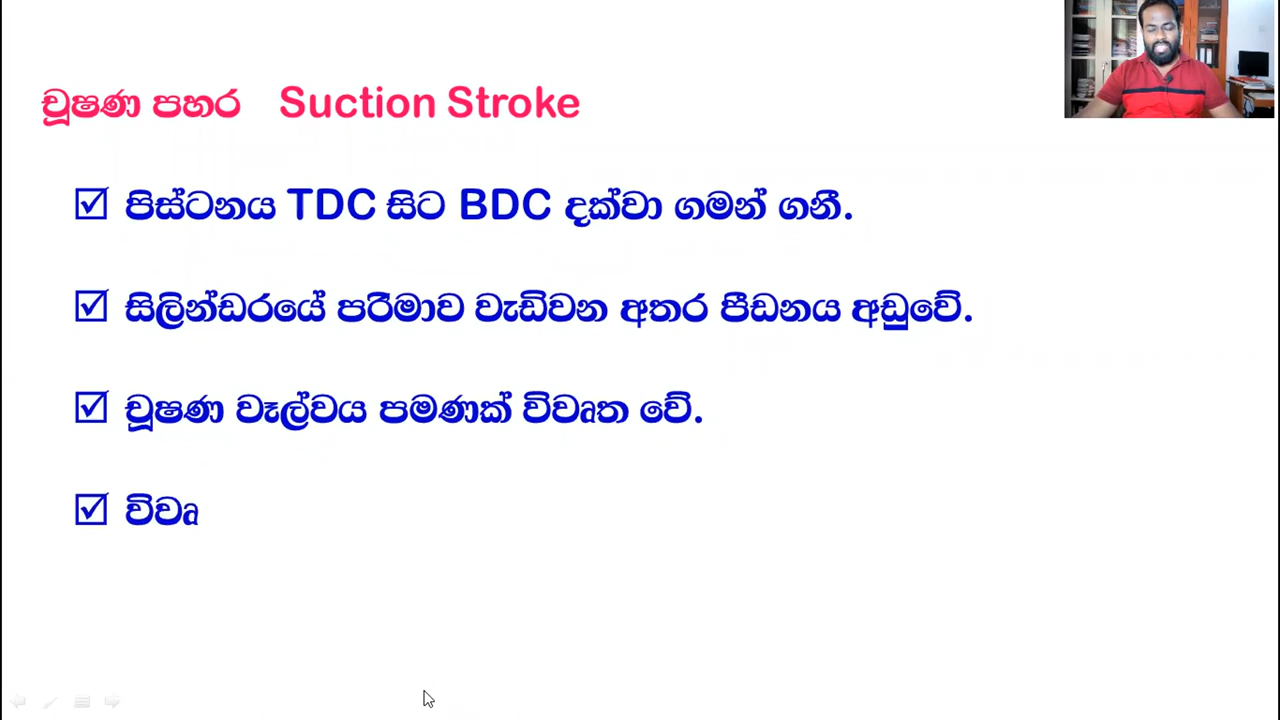 චූෂණ පහර Suction Stroke
පිස්ටනය TDC සිට BDC දක්වා ගමන් ගනී.
සිලින්ඩරයේ පරිමාව වැඩිවන අතර පීඩනය අඩුවේ.
චූෂණ වෑල්වය පමණක් විවෘත වේ.
විවෘ